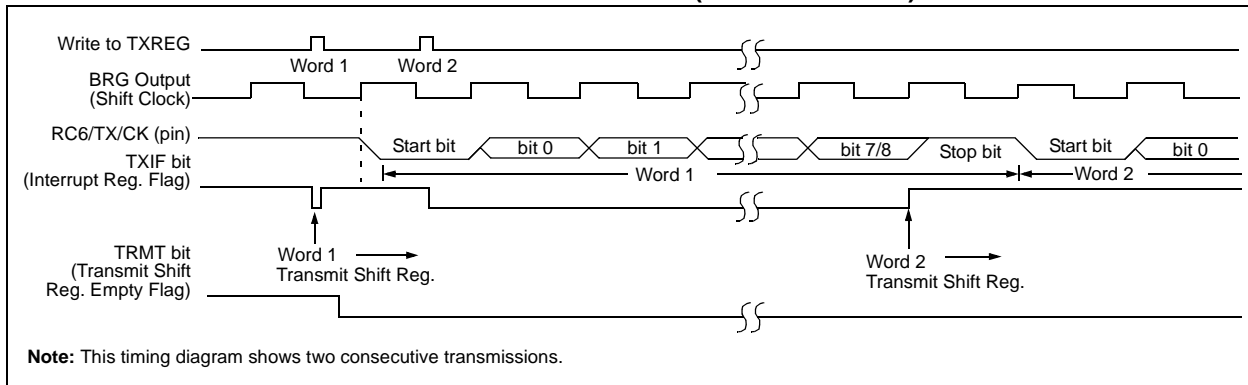 Write to TXREG
Word 1
Word 2
BRG Output
(Shift Clock)
RC6/TX/CK (pin)
Start bit
bit 0
bit 1
bit 7/8
Stop bit
Start bit
bit 0
Word 1
Word 2
TXIF bit
(Interrupt Reg. Flag)
Word 1
Transmit Shift Reg.
Word 2
Transmit Shift Reg.
TRMT bit
(Transmit Shift
Reg. Empty Flag)
Note: This timing diagram shows two consecutive transmissions.